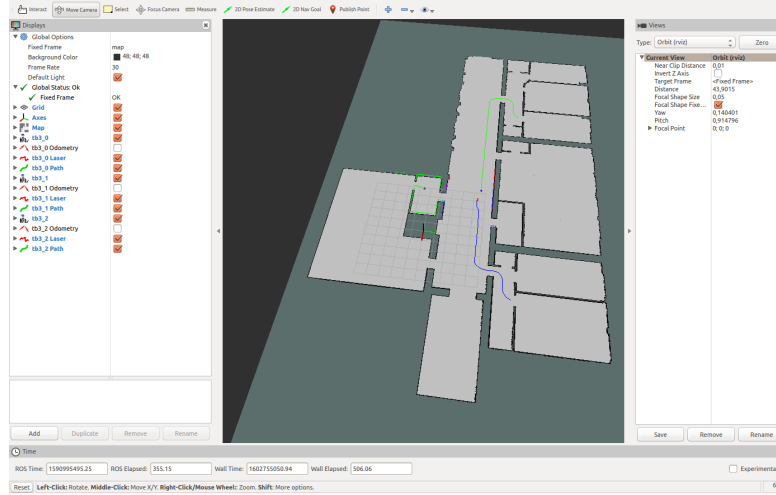 Interact Move Camera Select Focus Camera Measure 2D Pose Estimate 2D Nav Goal Publish Point
Displays
Global Options
Fixed Frame map
Background Color 48; 48; 48
Frame Rate 30
Default Light
Global Status: Ok
Fixed Frame OK
Grid
Axes
Map
tb3_0
tb3_0 Odometry
tb3_0 Laser
tb3_0 Path
tb3_1
tb3_1 Odometry
tb3_1 Laser
tb3_1 Path
tb3_2
tb3_2 Odometry
tb3_2 Laser
tb3_2 Path
Add Duplicate Remove Rename
Views
Type: Orbit (rviz) Zero
Current View Orbit (rviz)
Near Clip Distance 0,01
Invert Z Axis
Target Frame <Fixed Frame>
Distance 43,9015
Focal Shape Size 0,05
Focal Shape Fixe...
Yaw 0,140401
Pitch 0,914796
Focal Point 0; 0; 0
Save Remove Rename
Time
ROS Time: 1590995495.25 ROS Elapsed: 355.15 Wall Time: 1602755050.94 Wall Elapsed: 506.06 Experimenta
Reset Left-Click: Rotate. Middle-Click: Move X/Y. Right-Click/Mouse Wheel: Zoom. Shift: More options.